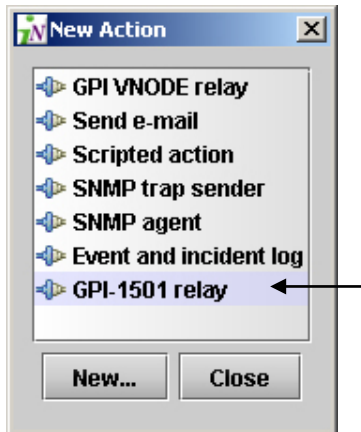 New Action
GPI VNODE relay
Send e-mail
Scripted action
SNMP trap sender
SNMP agent
Event and incident log
GPI-1501 relay
New...
Close